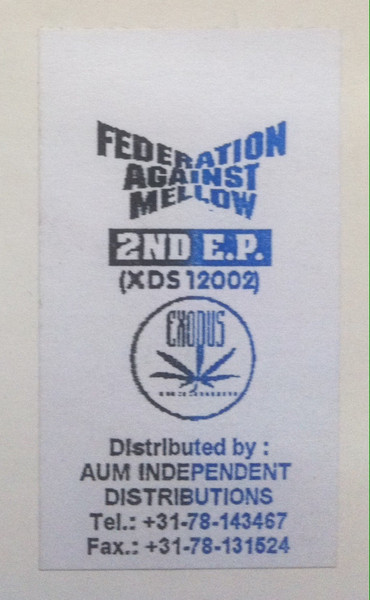 FEDERATION
AGAINST
MELLOW
2ND E.P.
(XDS 12002)
EXODUS
Distributed by :
AUM INDEPENDENT
DISTRIBUTIONS
Tel.: +31-78-143467
Fax.: +31-78-131524